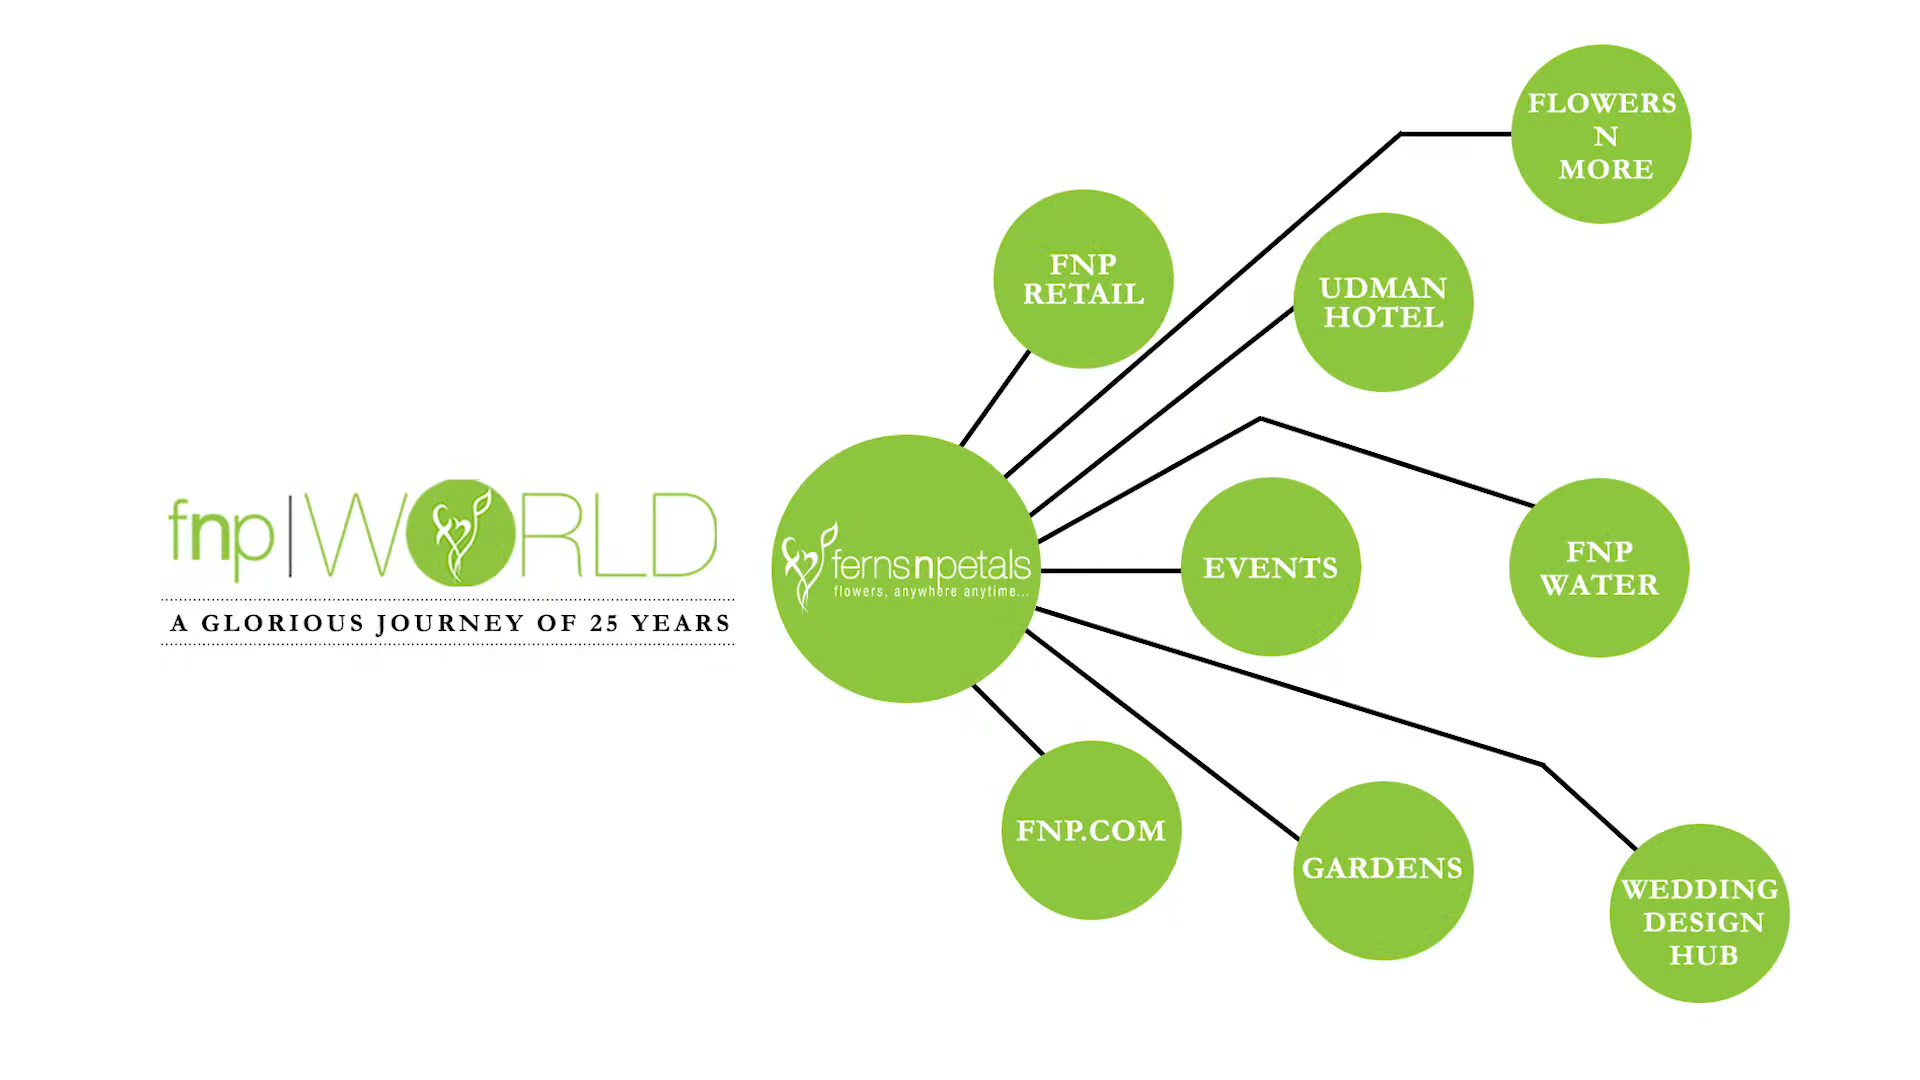 fnp|WORLD
A GLORIOUS JOURNEY OF 25 YEARS
fernsnpetals
flowers, anywhere anytime...
FLOWERS
N
MORE
FNP
RETAIL
UDMAN
HOTEL
EVENTS
FNP
WATER
FNP.COM
GARDENS
WEDDING
DESIGN
HUB